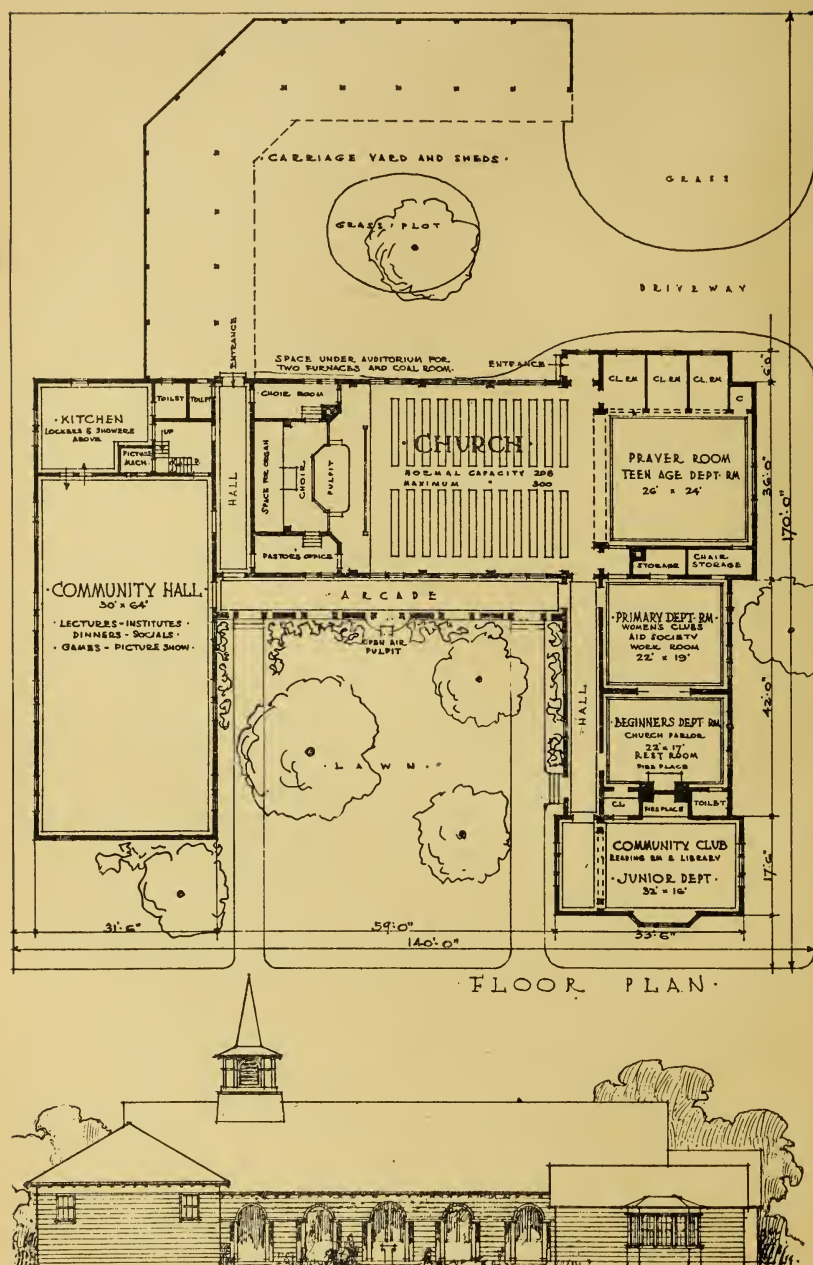 · CARRIAGE YARD AND SHEDS ·
GRASS PLOT
GRASS
DRIVEWAY
ENTRANCE
SPACE UNDER AUDITORIUM FOR
TWO FURNACES AND COAL ROOM.
ENTRANCE
6'-0"
· KITCHEN
LOCKERS & SHOWERS
ABOVE
TOILET
TOILET
UP
PICTURE
MACH.
HALL
CHOIR ROOM
SPACE FOR ORGAN
CHOIR
PULPIT
PASTOR'S OFFICE
· CHURCH ·
NORMAL CAPACITY 208
MAXIMUM " 300
CL. RM
CL. RM
CL. RM
C
PRAYER ROOM
TEEN AGE DEPT. RM
26' x 24'
36'-0"
170'-0"
STORAGE
CHAIR
STORAGE
COMMUNITY HALL
30' x 64'
· LECTURES - INSTITUTES ·
DINNERS - SOCIALS ·
· GAMES - PICTURE SHOW.
ARCADE
OPEN AIR
PULPIT
· LAWN ·
HALL
PRIMARY DEPT. RM
WOMEN'S CLUBS
AID SOCIETY
WORK ROOM
22' x 19'
42'-0"
BEGINNERS DEPT RM
CHURCH PARLOR
22' x 17'
REST ROOM
FIRE PLACE
CL
FIREPLACE
TOILET
COMMUNITY CLUB
READING RM & LIBRARY
· JUNIOR DEPT ·
32' x 16'
17'-6"
31'-6"
59'-0"
33'-6"
140'-0"
FLOOR PLAN ·